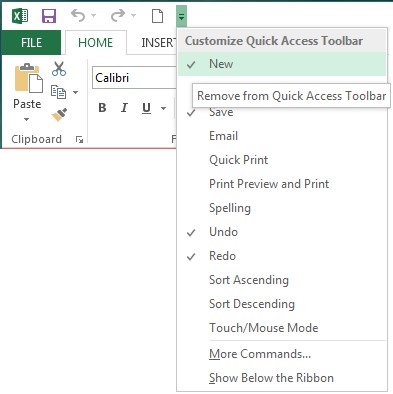 Customize Quick Access Toolbar
FILE HOME INSERT
New
Calibri
Remove from Quick Access Toolbar
Paste
B I U
Save
Email
Clipboard F
Quick Print
Print Preview and Print
Spelling
Undo
Redo
Sort Ascending
Sort Descending
Touch/Mouse Mode
More Commands...
Show Below the Ribbon